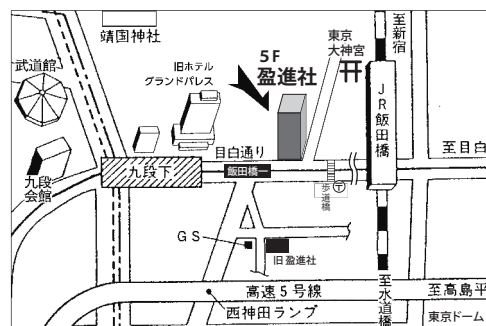 靖国神社
武道館
旧ホテル
グランドパレス
5F
盈進社
東京
大神宮
至新宿
JR飯田橋
至目白
目白通り
九段下
飯田橋一
歩道橋
〒
九段
会館
GS
旧 盈進社
至水道橋
高速5号線
至高島平
西神田ランプ
東京ドーム